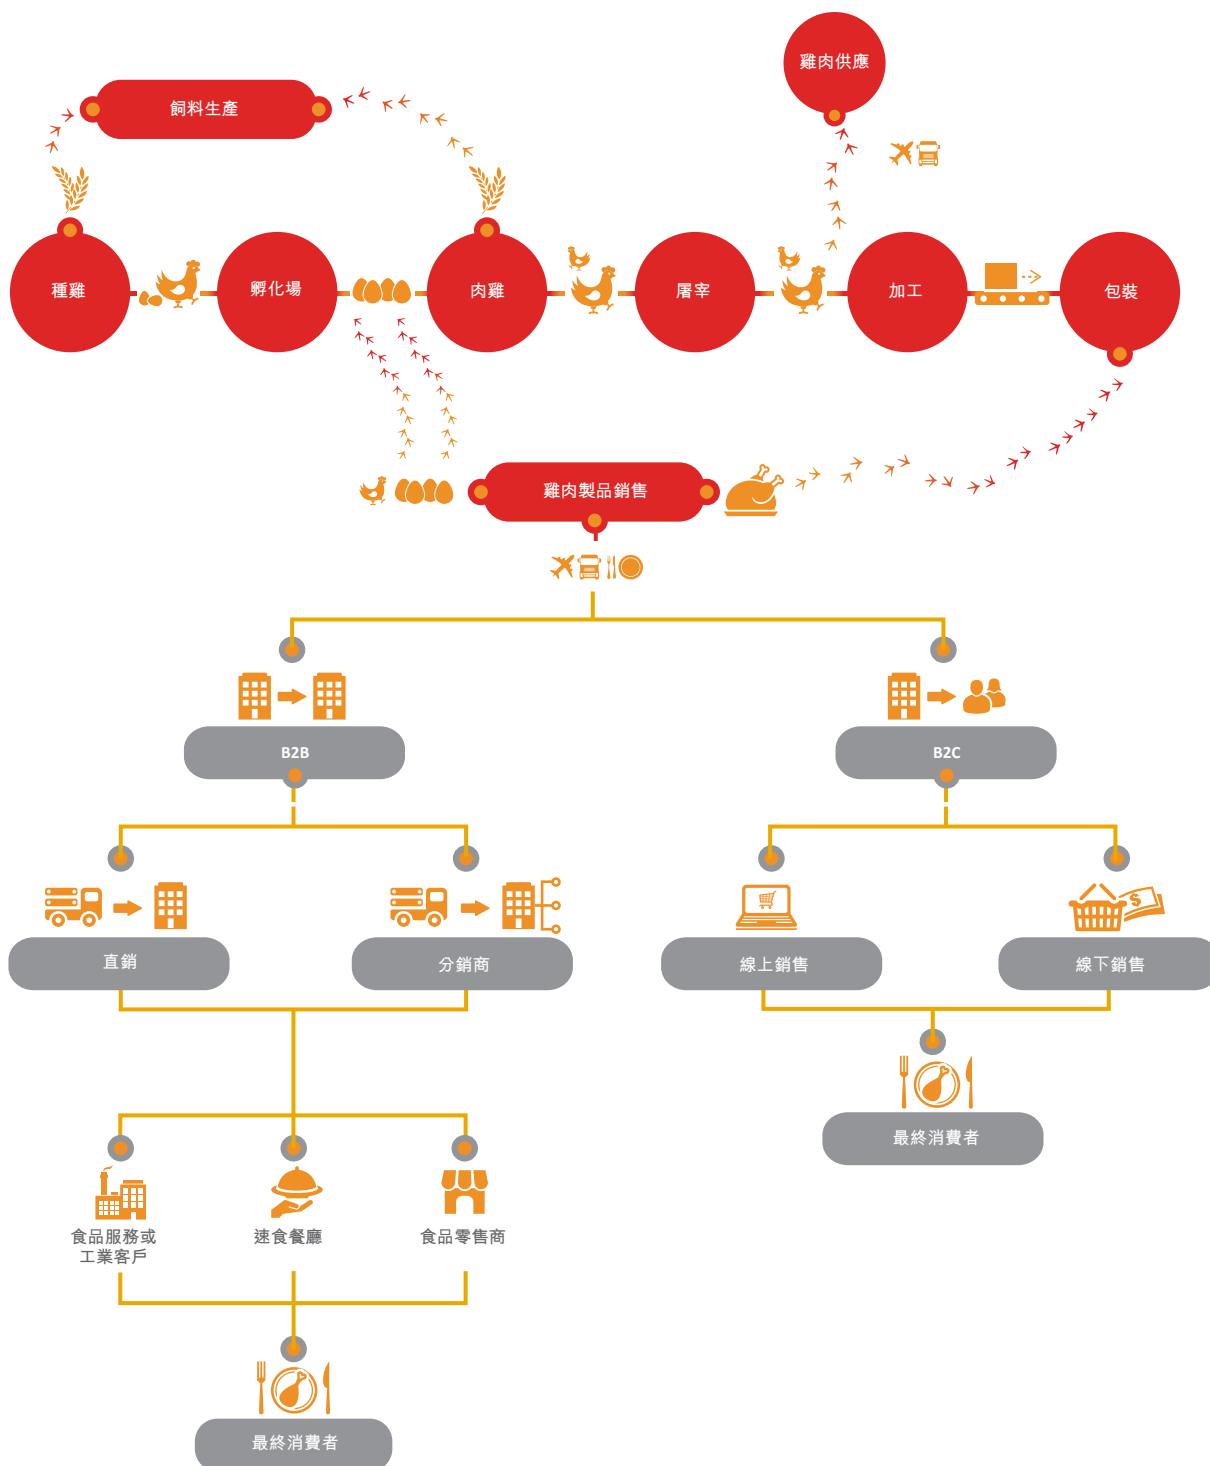 雞肉供應
飼料生產
種雞
孵化場
肉雞
屠宰
加工
包裝
雞肉製品銷售
B2B
B2C
直銷
分銷商
線上銷售
線下銷售
最終消費者
食品服務或
工業客戶
速食餐廳
食品零售商
最終消費者